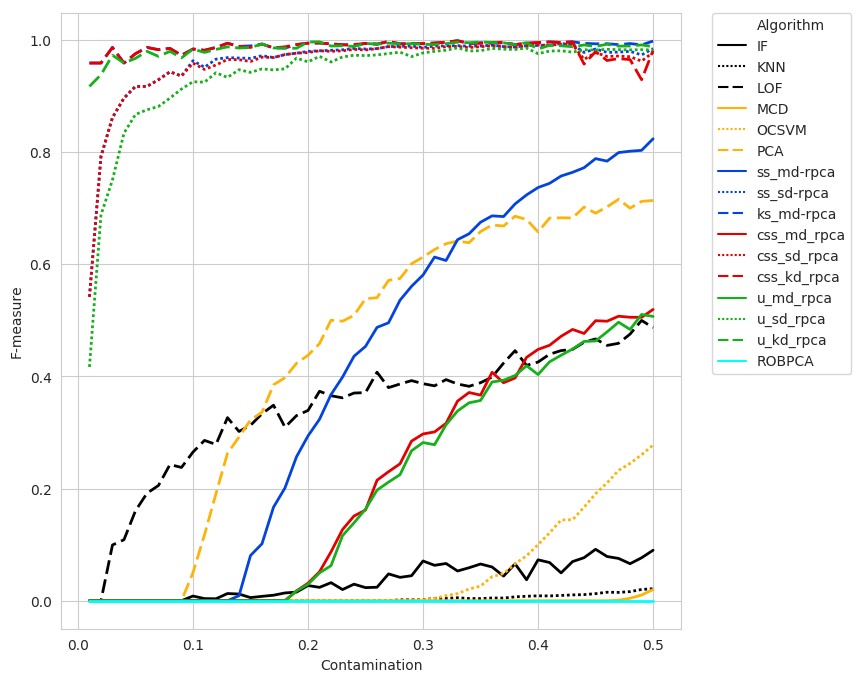 1.0
0.8
0.6
0.4
0.2
0.0
F-measure
0.0 0.1 0.2 0.3 0.4 0.5
Contamination
Algorithm
IF
KNN
LOF
MCD
OCSVM
PCA
ss_md-rpca
ss_sd-rpca
ks_md-rpca
css_md_rpca
css_sd_rpca
css_kd_rpca
u_md_rpca
u_sd_rpca
u_kd_rpca
ROBPCA